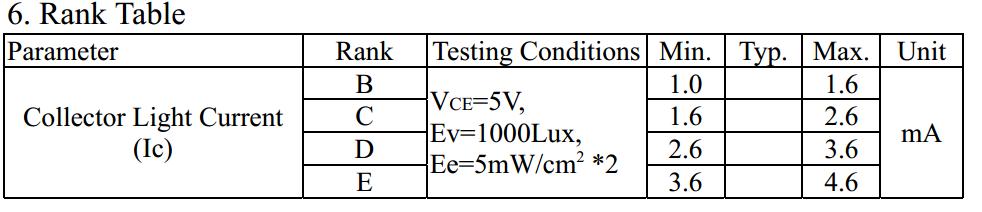 6. Rank Table
Parameter Rank Testing Conditions Min. Typ. Max. Unit
Collector Light Current
(Ic)
B 1.0 1.6
C 1.6 2.6
D 2.6 3.6
E 3.6 4.6
VCE=5V,
Ev=1000Lux,
Ee=5mW/cm² *2
mA